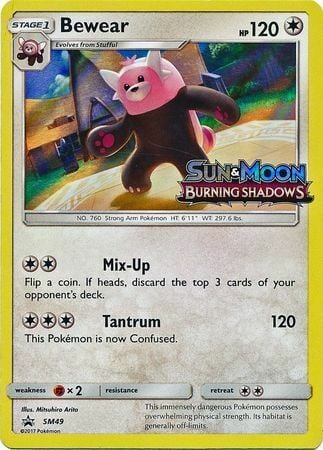 STAGE 1 Bewear HP 120
Evolves from Stufful
SUN & MOON
BURNING SHADOWS
NO. 760 Strong Arm Pokémon HT: 6'11" WT: 297.6 lbs.
Mix-Up
Flip a coin. If heads, discard the top 3 cards of your
opponent's deck.
Tantrum 120
This Pokémon is now Confused.
weakness × 2 resistance retreat
Illus. Mitsuhiro Arita
SM49
©2017 Pokémon
This immensely dangerous Pokémon possesses
overwhelming physical strength. Its habitat is
generally off-limits.